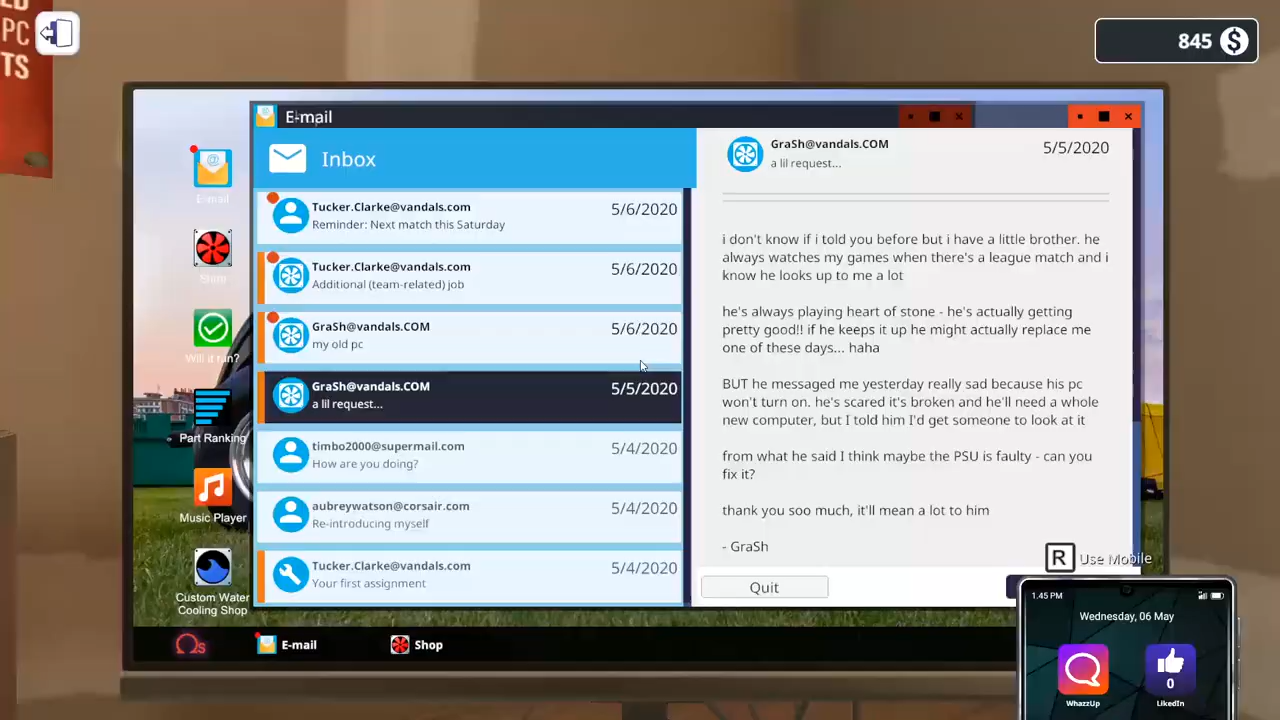 ED
PC
TS
845
E-mail
Inbox
GraSh@vandals.COM
a lil request...
5/5/2020
Tucker.Clarke@vandals.com
Reminder: Next match this Saturday
5/6/2020
Tucker.Clarke@vandals.com
Additional (team-related) job
5/6/2020
GraSh@vandals.COM
my old pc
5/6/2020
GraSh@vandals.COM
a lil request...
5/5/2020
timbo2000@supermail.com
How are you doing?
5/4/2020
aubreywatson@corsair.com
Re-introducing myself
5/4/2020
Tucker.Clarke@vandals.com
Your first assignment
5/4/2020
i don't know if i told you before but i have a little brother. he
always watches my games when there's a league match and i
know he looks up to me a lot
he's always playing heart of stone - he's actually getting
pretty good!! if he keeps it up he might actually replace me
one of these days... haha
BUT he messaged me yesterday really sad because his pc
won't turn on. he's scared it's broken and he'll need a whole
new computer, but I told him I'd get someone to look at it
from what he said I think maybe the PSU is faulty - can you
fix it?
thank you soo much, it'll mean a lot to him
- GraSh
Quit
E-mail
Shop
Will it run?
Part Ranking
Music Player
Custom Water
Cooling Shop
E-mail
Shop
R
Use Mobile
1.45 PM
Wednesday, 06 May
WhazzUp
0
LikedIn